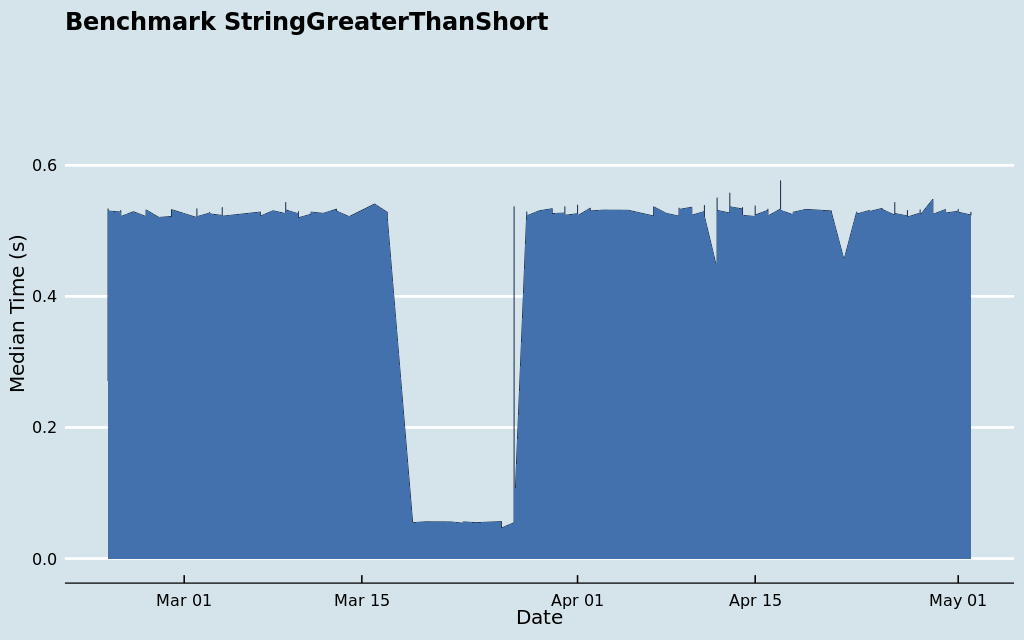 Benchmark StringGreaterThanShort
Median Time (s)
0.6
0.4
0.2
0.0
Mar 01
Mar 15
Apr 01
Apr 15
May 01
Date